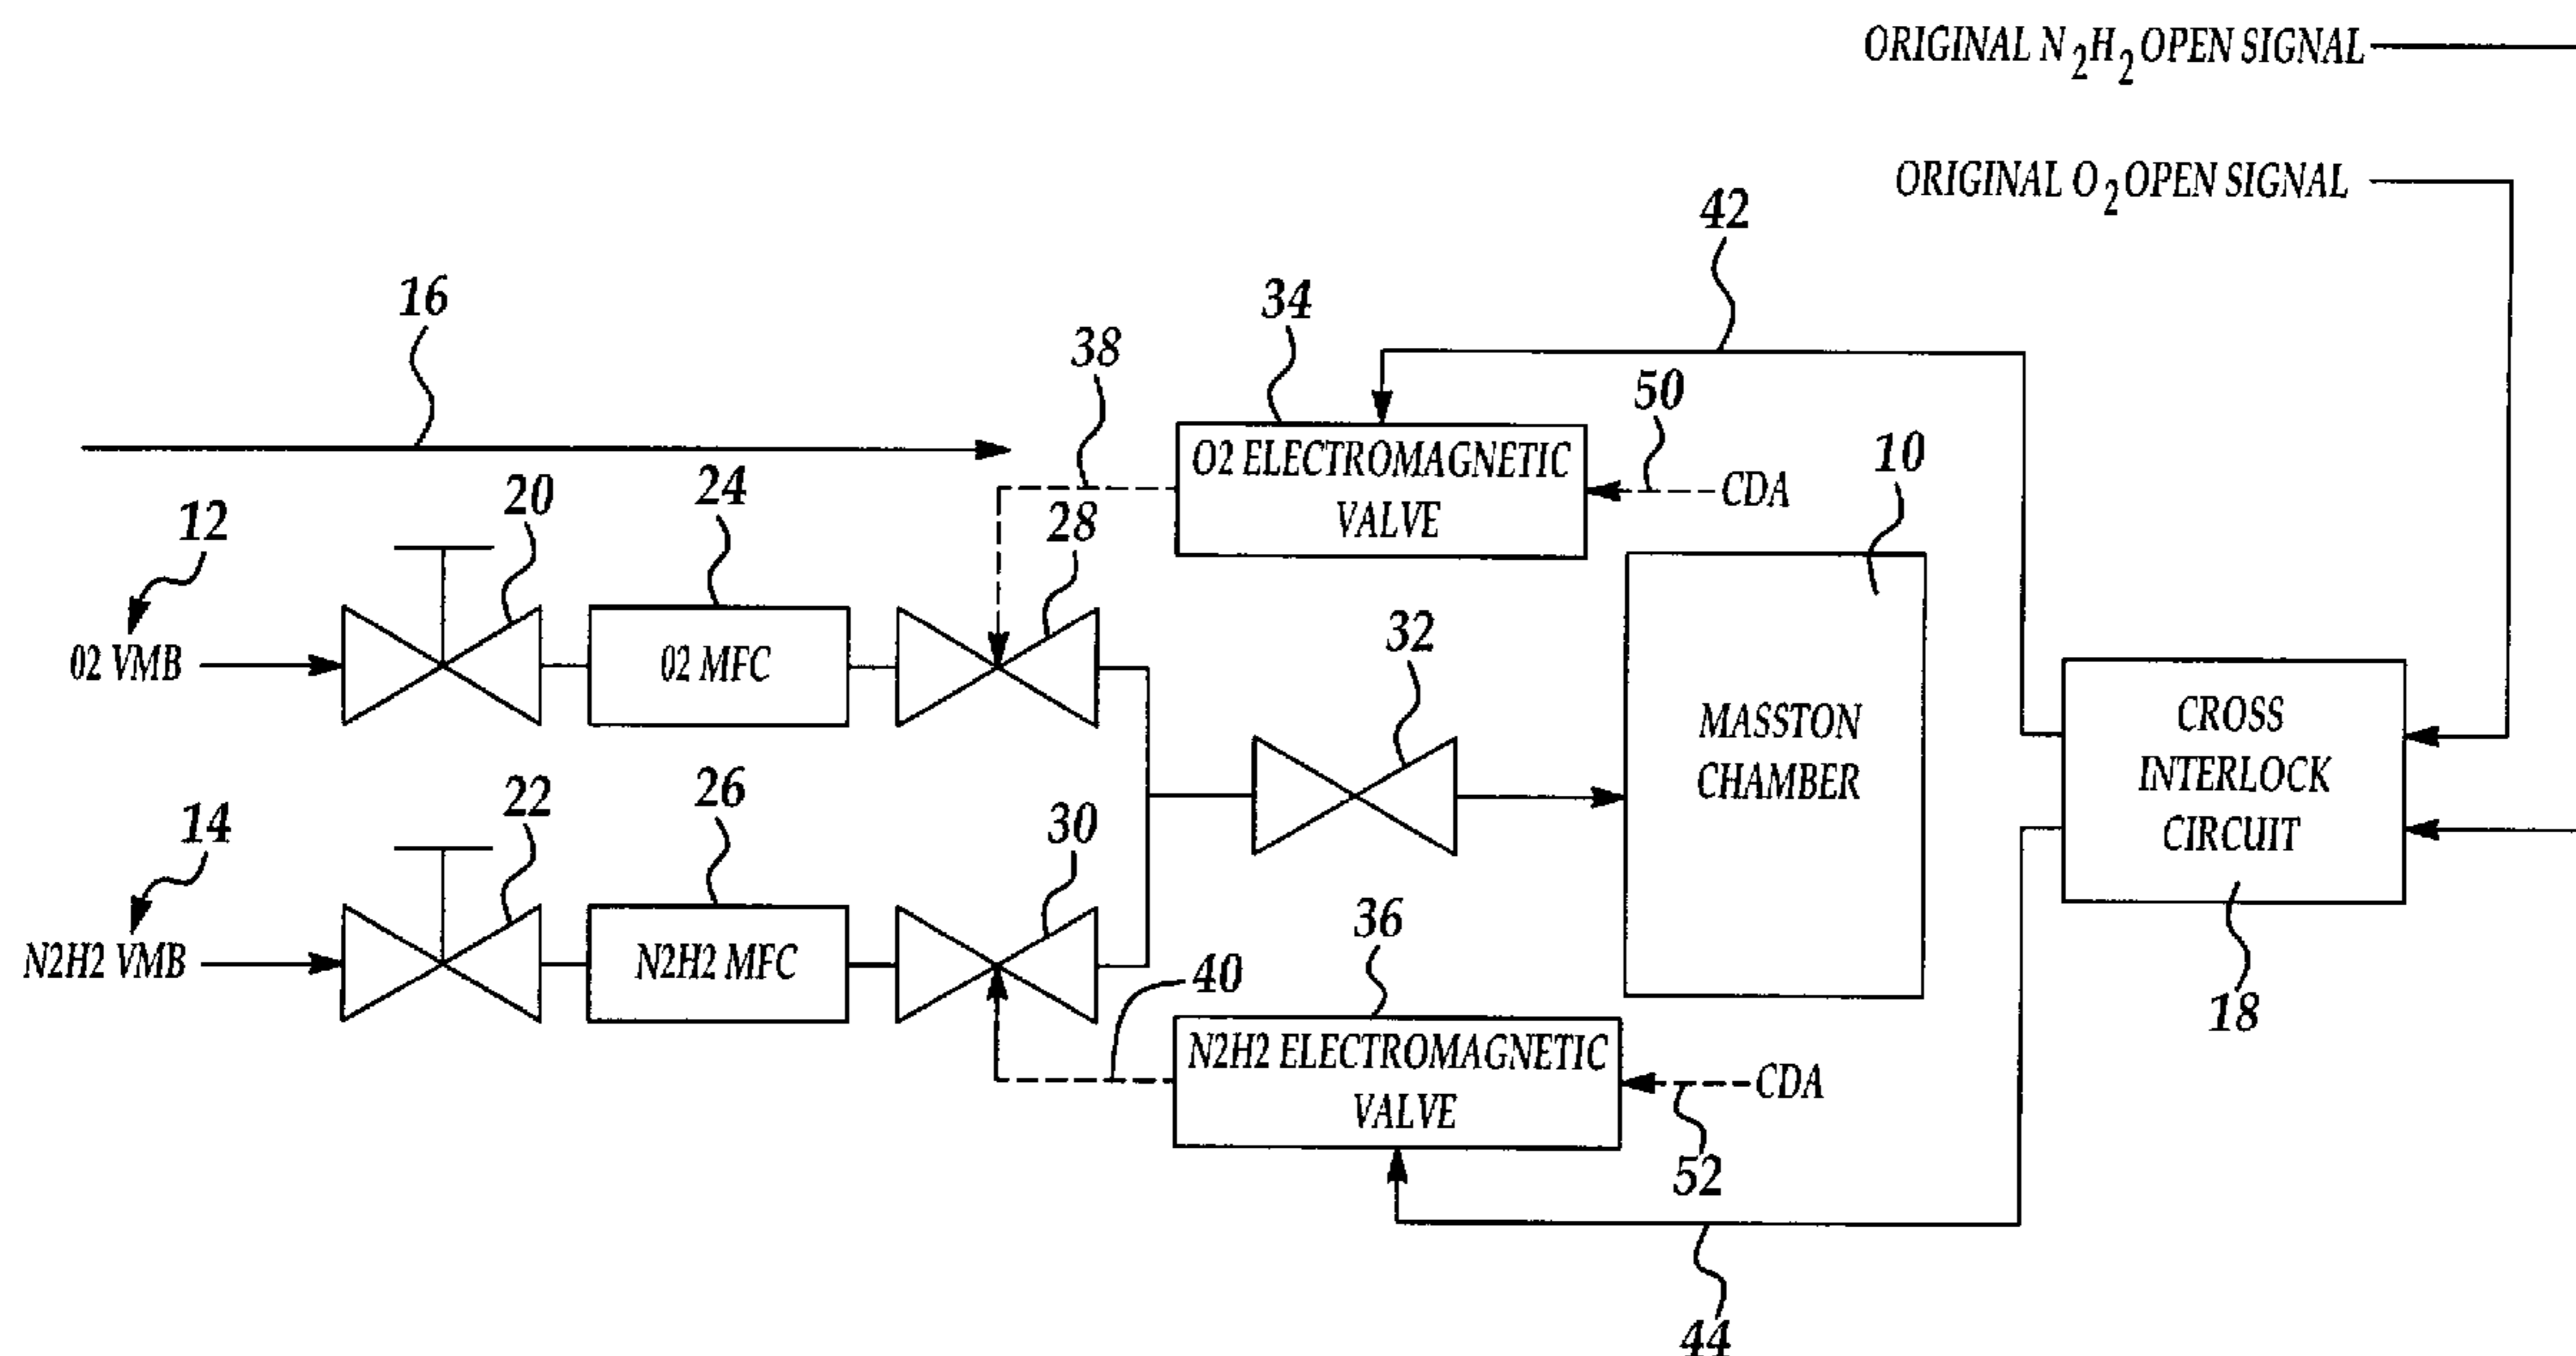 ORIGINAL N2H2 OPEN SIGNAL
ORIGINAL O2 OPEN SIGNAL
42
16
34
38
50
10
O2 ELECTROMAGNETIC
VALVE
CDA
12
20
24
28
02 VMB
02 MFC
32
MASSTON
CHAMBER
CROSS
INTERLOCK
CIRCUIT
18
14
22
26
30
N2H2 VMB
N2H2 MFC
36
40
N2H2 ELECTROMAGNETIC
VALVE
CDA
52
44